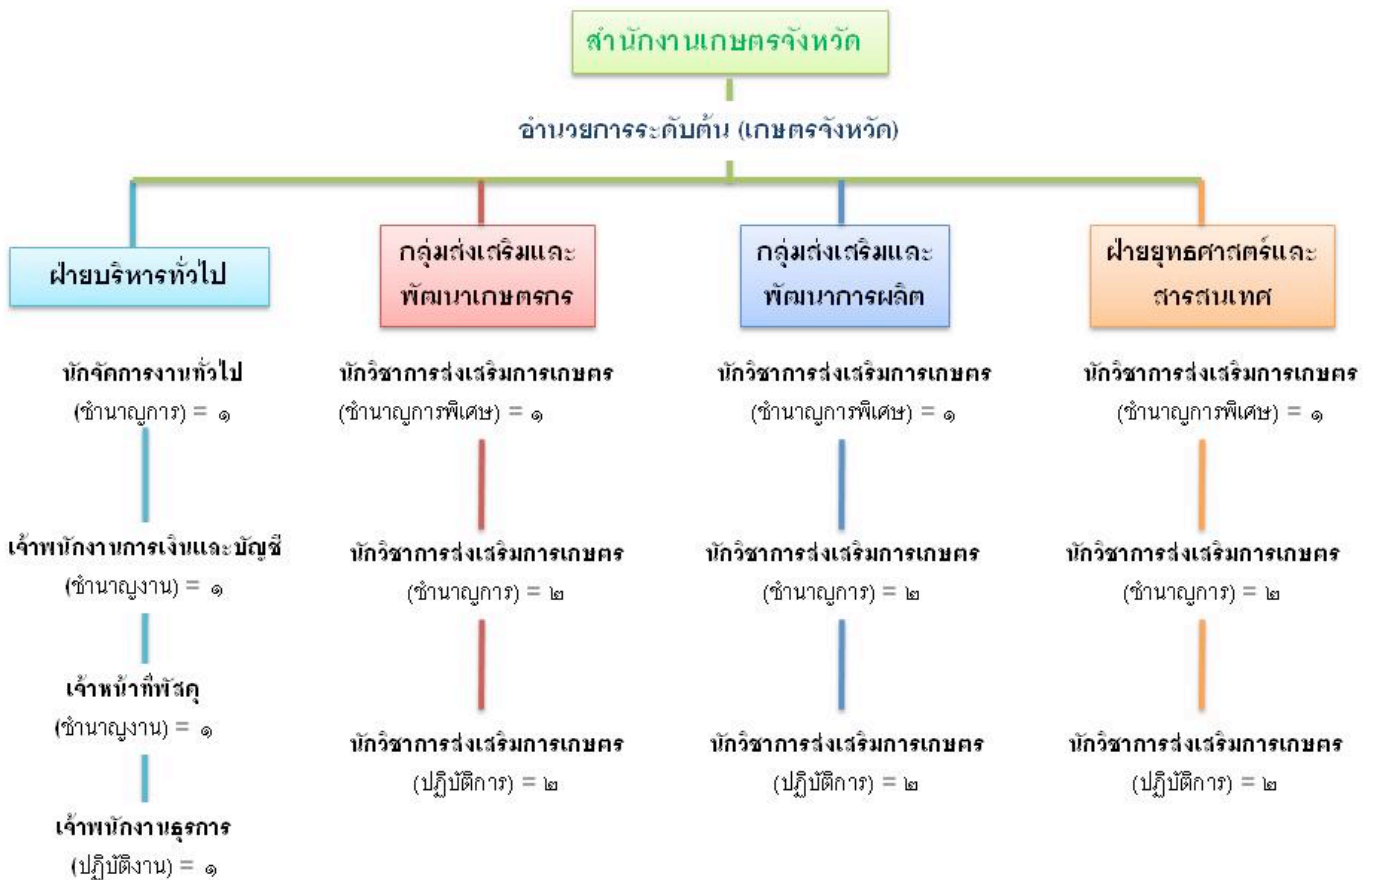 สำนักงานเกษตรจังหวัด
อำนวยการระดับต้น (เกษตรจังหวัด)
ฝ่ายบริหารทั่วไป
นักจัดการงานทั่วไป
(ชำนาญการ) = ๑
เจ้าพนักงานการเงินและบัญชี
(ชำนาญงาน) = ๑
เจ้าหน้าที่พัสดุ
(ชำนาญงาน) = ๑
เจ้าพนักงานธุรการ
(ปฏิบัติงาน) = ๑
กลุ่มส่งเสริมและ
พัฒนาเกษตรกร
นักวิชาการส่งเสริมการเกษตร
(ชำนาญการพิเศษ) = ๑
นักวิชาการส่งเสริมการเกษตร
(ชำนาญการ) = ๒
นักวิชาการส่งเสริมการเกษตร
(ปฏิบัติการ) = ๒
กลุ่มส่งเสริมและ
พัฒนาการผลิต
นักวิชาการส่งเสริมการเกษตร
(ชำนาญการพิเศษ) = ๑
นักวิชาการส่งเสริมการเกษตร
(ชำนาญการ) = ๒
นักวิชาการส่งเสริมการเกษตร
(ปฏิบัติการ) = ๒
ฝ่ายยุทธศาสตร์และ
สารสนเทศ
นักวิชาการส่งเสริมการเกษตร
(ชำนาญการพิเศษ) = ๑
นักวิชาการส่งเสริมการเกษตร
(ชำนาญการ) = ๒
นักวิชาการส่งเสริมการเกษตร
(ปฏิบัติการ) = ๒